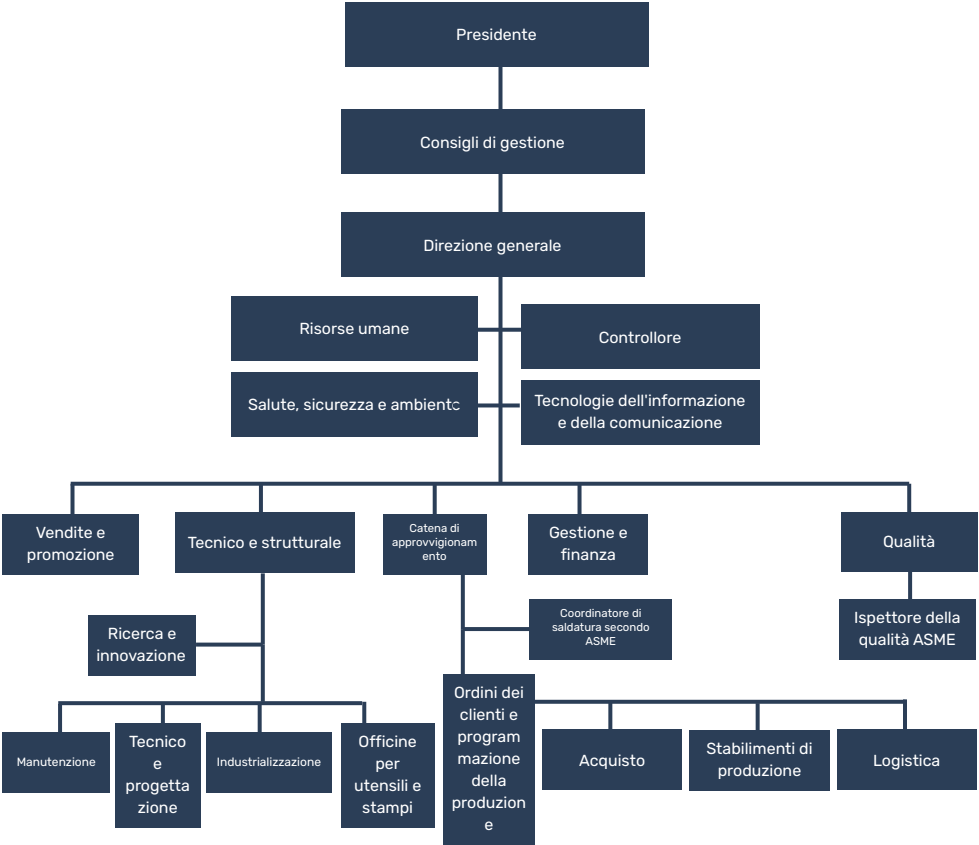 Presidente
Consigli di gestione
Direzione generale
Risorse umane
Controllore
Salute, sicurezza e ambiente
Tecnologie dell'informazione
e della comunicazione
Vendite e
promozione
Tecnico e strutturale
Catena di
approvvigionam
ento
Gestione e
finanza
Qualità
Ricerca e
innovazione
Coordinatore di
saldatura secondo
ASME
Ispettore della
qualità ASME
Manutenzione
Tecnico
e
progetta
zione
Industrializzazione
Officine
per
utensili e
stampi
Ordini dei
clienti e
program
mazione
della
produzion
e
Acquisto
Stabilimenti di
produzione
Logistica